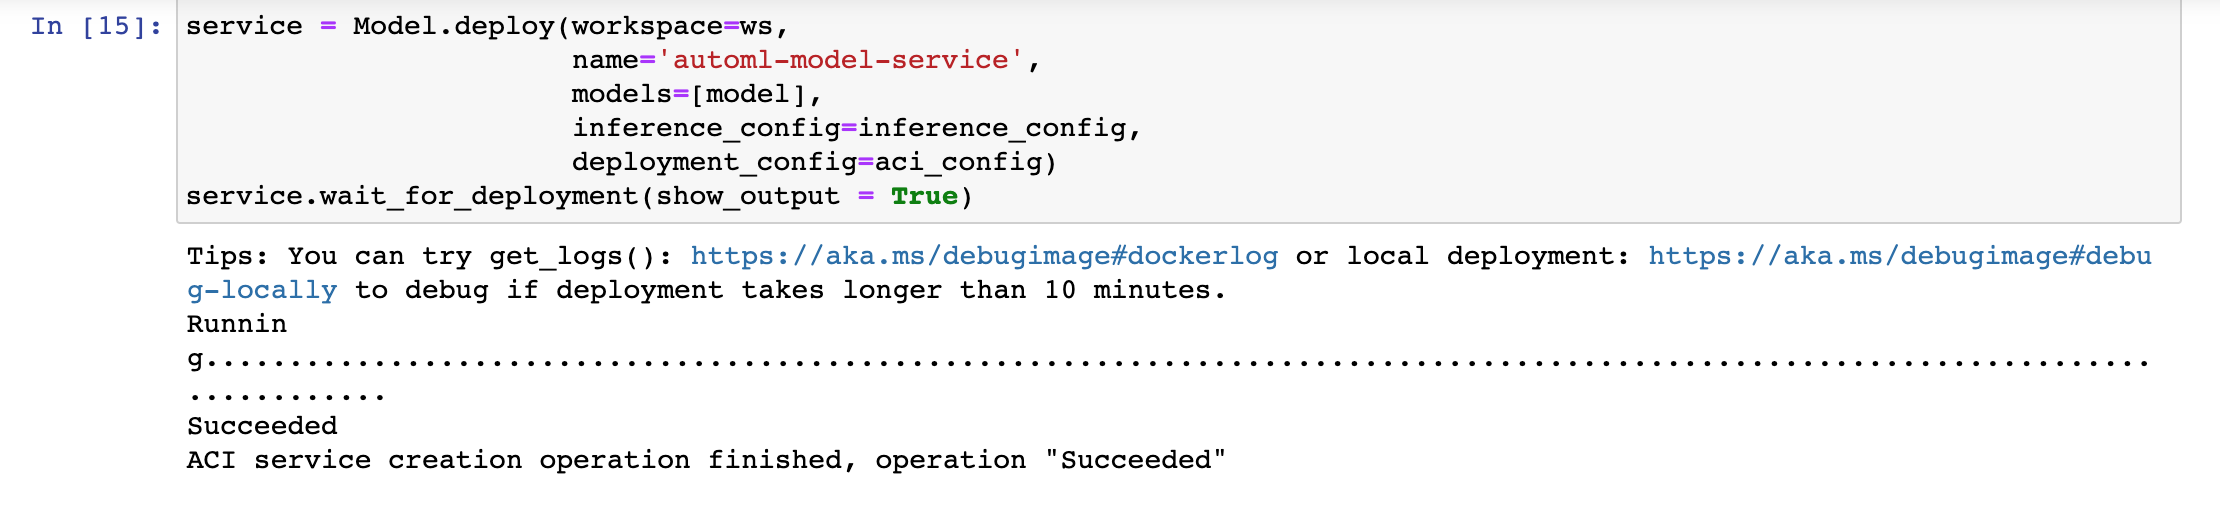 In [15]: service = Model.deploy(workspace=ws,
name='automl-model-service',
models=[model],
inference_config=inference_config,
deployment_config=aci_config)
service.wait_for_deployment(show_output = True)
Tips: You can try get_logs(): https://aka.ms/debugimage#dockerlog or local deployment: https://aka.ms/debugimage#debu
g-locally to debug if deployment takes longer than 10 minutes.
Runnin
g....................................................................................................................
............
Succeeded
ACI service creation operation finished, operation "Succeeded"